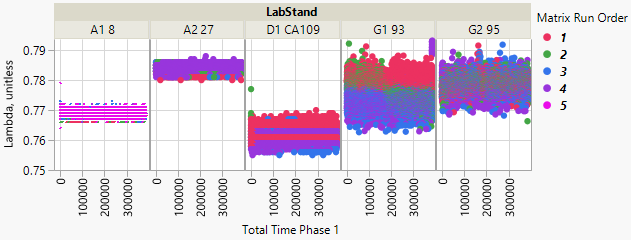 LabStand
A1 8 A2 27 D1 CA109 G1 93 G2 95
Matrix Run Order
1
2
3
4
5
0.79
0.78
0.77
0.76
0.75
Lambda, unitless
0 100000 200000 300000 0 100000 200000 300000 0 100000 200000 300000 0 100000 200000 300000 0 100000 200000 300000
Total Time Phase 1